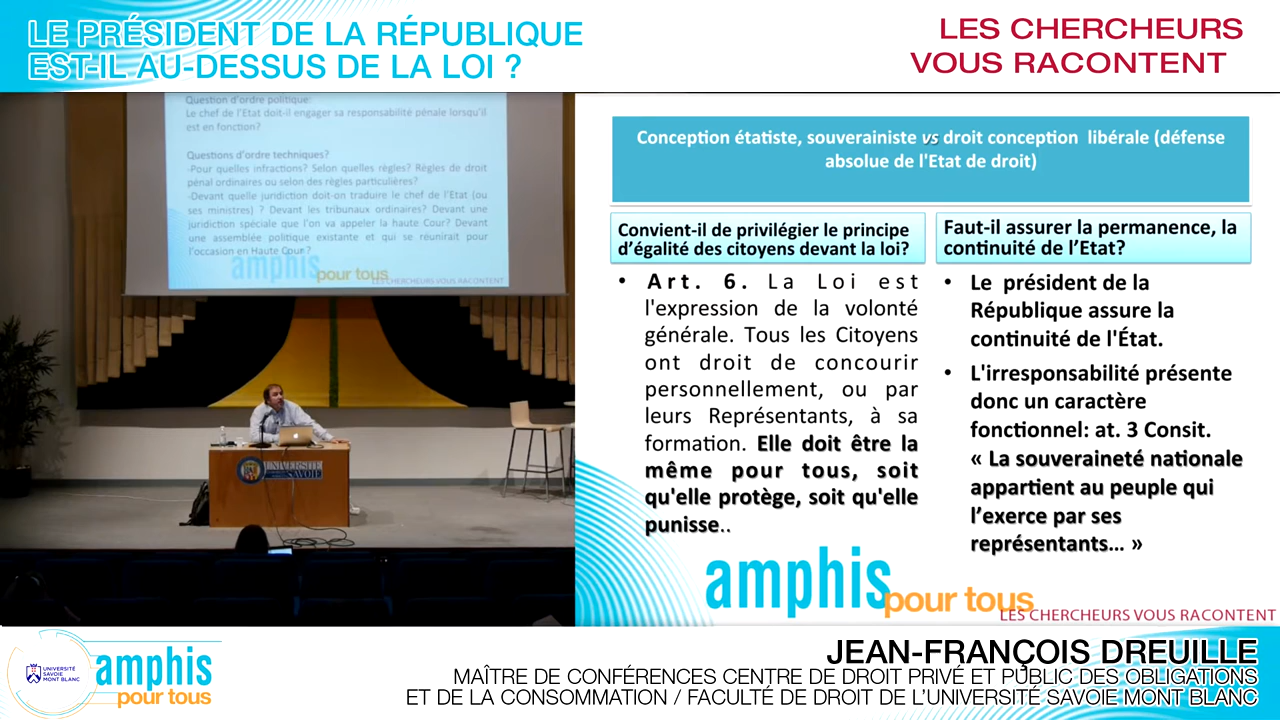 LE PRÉSIDENT DE LA RÉPUBLIQUE
EST-IL AU-DESSUS DE LA LOI ?
LES CHERCHEURS
VOUS RACONTENT
Question d'ordre politique:
Le chef de l'Etat doit-il engager sa responsabilité pénale lorsqu'il
est en fonction?
Questions d'ordre techniques?
-Pour quelles infractions? Selon quelles règles? Règles de droit
pénal ordinaires ou selon des règles particulières?
-Devant quelle juridiction doit-on traduire le chef de l'Etat (ou
ses ministres) ? Devant les tribunaux ordinaires? Devant une
juridiction spéciale que l'on va appeler la haute Cour? Devant
une assemblée politique existante et qui se réunirait pour
l'occasion en Haute Cour?
amphis
pour tous
LES CHERCHEURS VOUS RACONTENT
UNIVERSITÉ
SAVOIE
Conception étatiste, souverainiste vs droit conception libérale (défense
absolue de l'Etat de droit)
Convient-il de privilégier le principe
d'égalité des citoyens devant la loi?
• Art. 6. La Loi est
l'expression de la volonté
générale. Tous les Citoyens
ont droit de concourir
personnellement, ou par
leurs Représentants, à sa
formation. Elle doit être la
même pour tous, soit
qu'elle protège, soit qu'elle
punisse..
Faut-il assurer la permanence, la
continuité de l'Etat?
• Le président de la
République assure la
continuité de l'État.
• L'irresponsabilité présente
donc un caractère
fonctionnel: at. 3 Consit.
« La souveraineté nationale
appartient au peuple qui
l'exerce par ses
représentants… »
amphis
pour tous
LES CHERCHEURS VOUS RACONTENT
UNIVERSITÉ
SAVOIE
MONT BLANC
amphis
pour tous
JEAN-FRANÇOIS DREUILLE
MAÎTRE DE CONFÉRENCES CENTRE DE DROIT PRIVÉ ET PUBLIC DES OBLIGATIONS
ET DE LA CONSOMMATION / FACULTÉ DE DROIT DE L'UNIVERSITÉ SAVOIE MONT BLANC